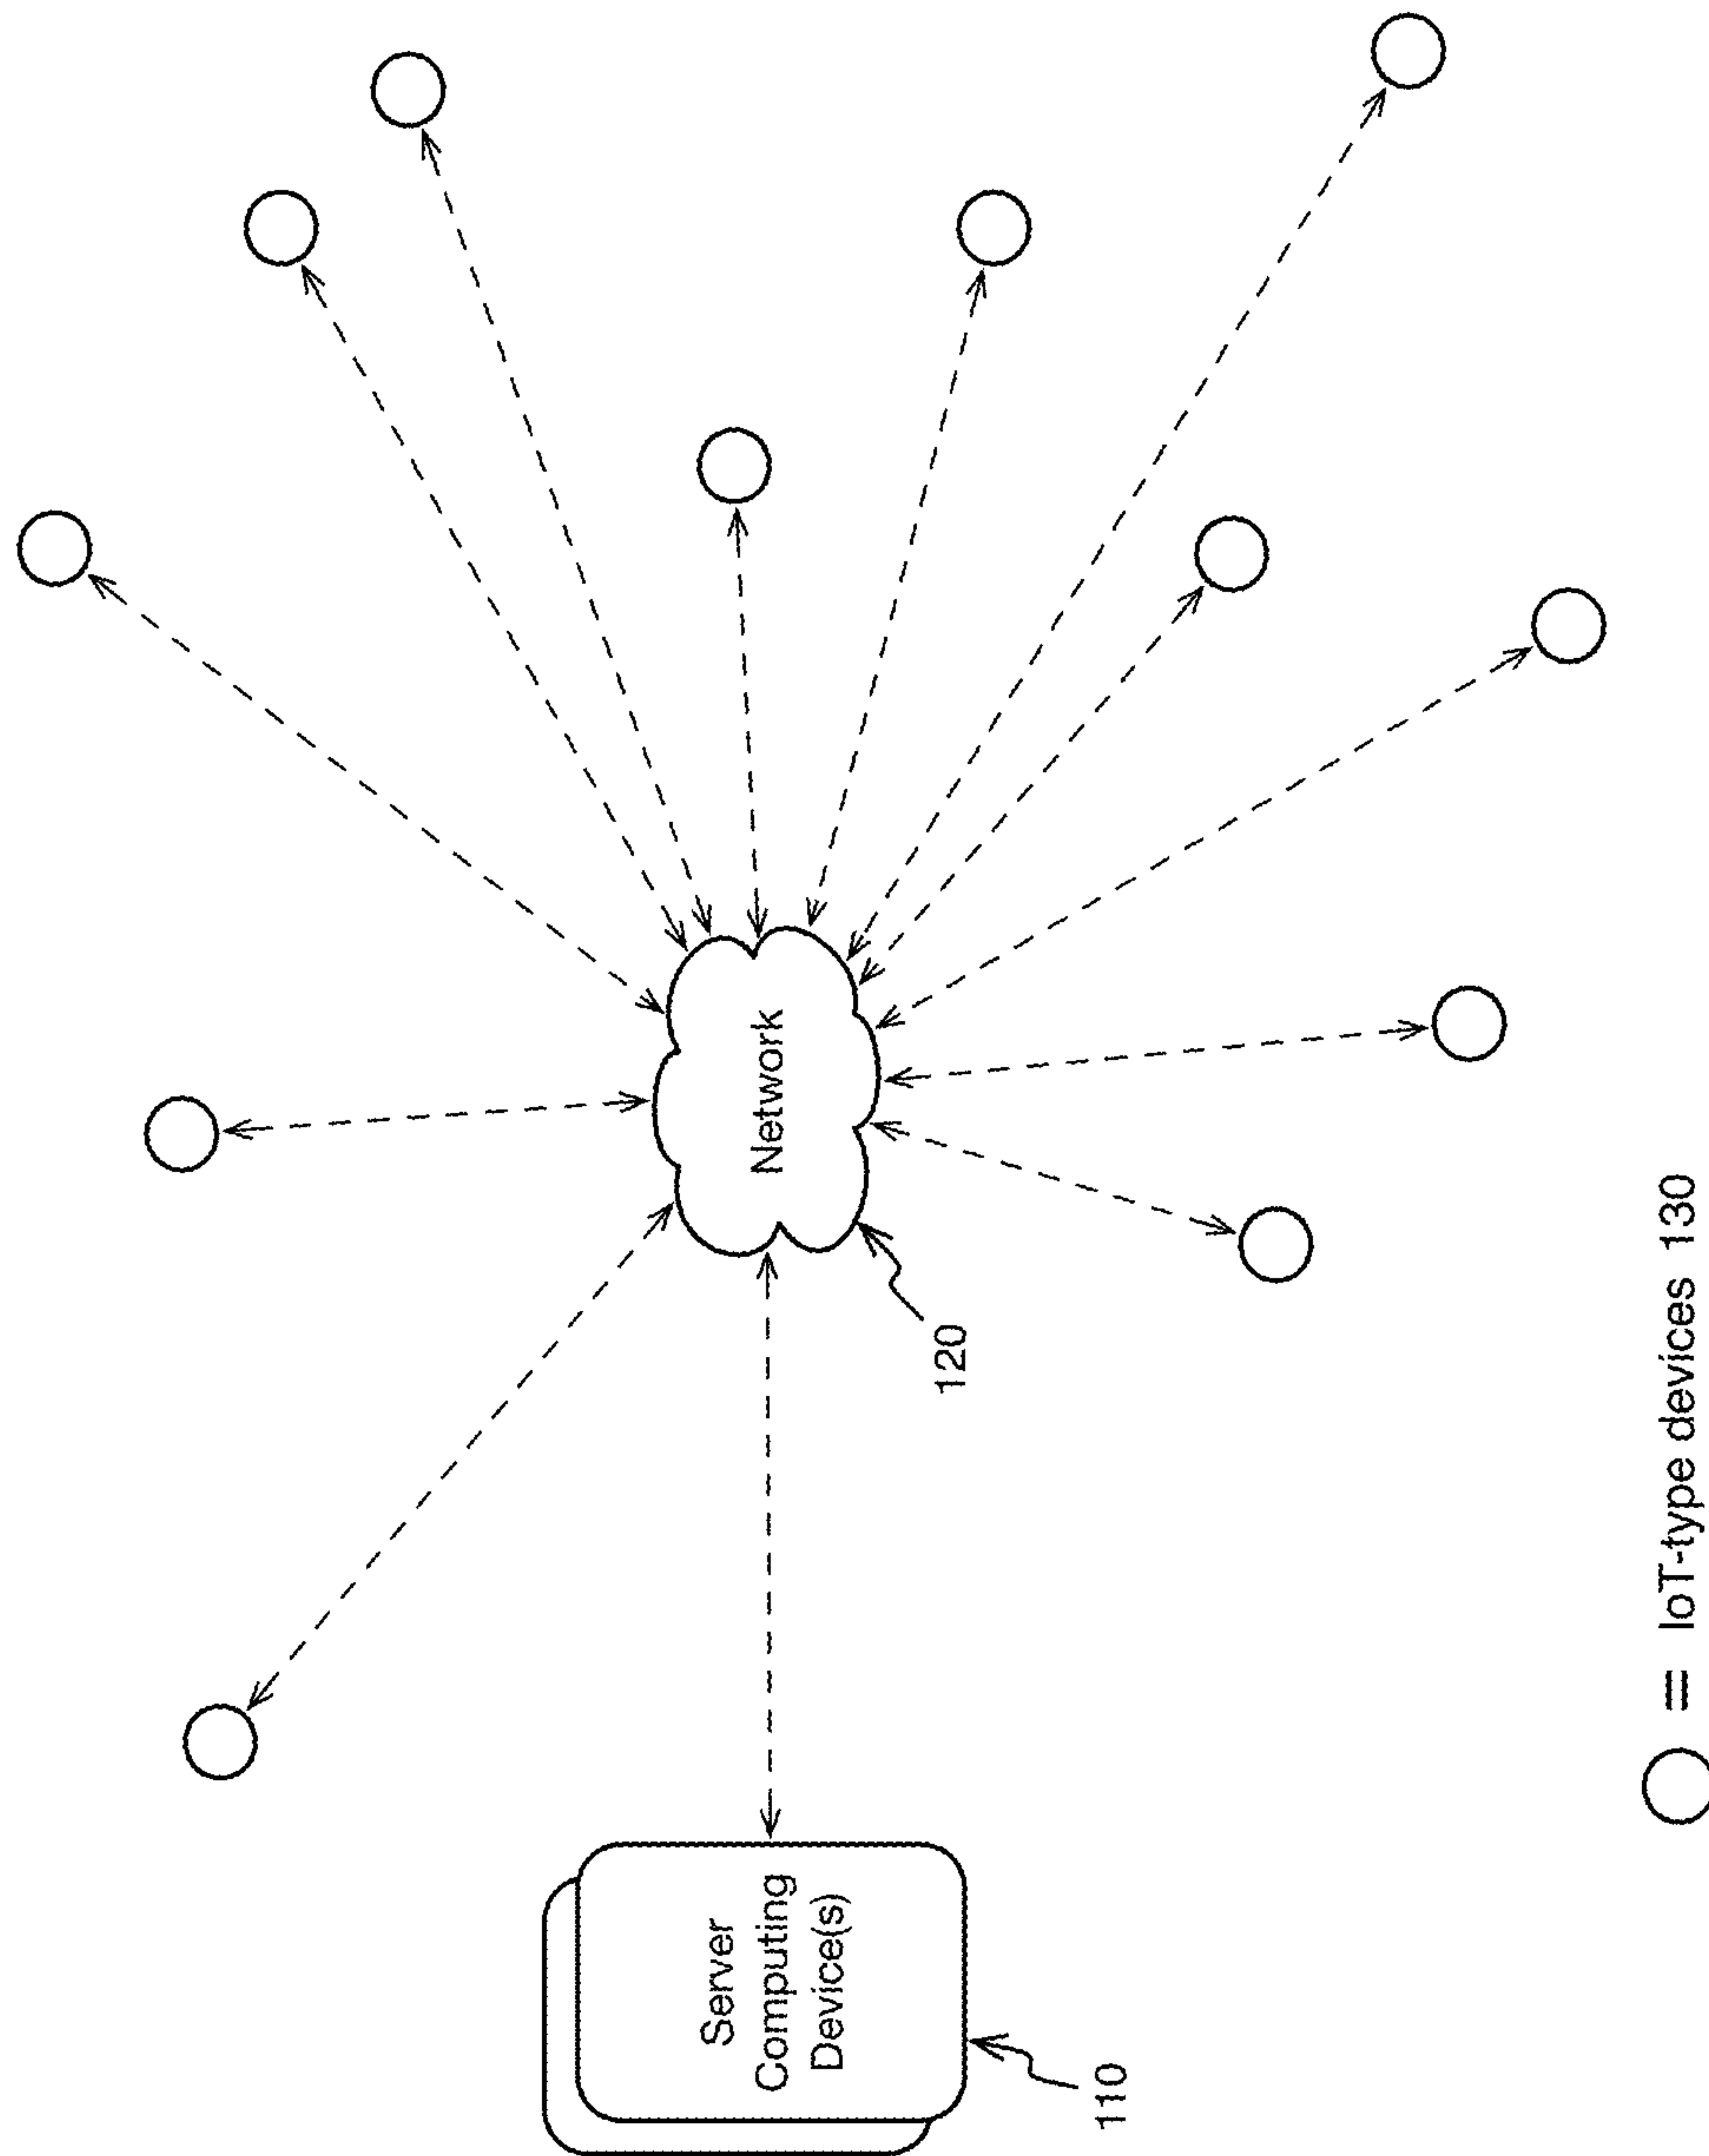 Server
Computing
Device(s)
110
Network
120
= IoT-type devices 130